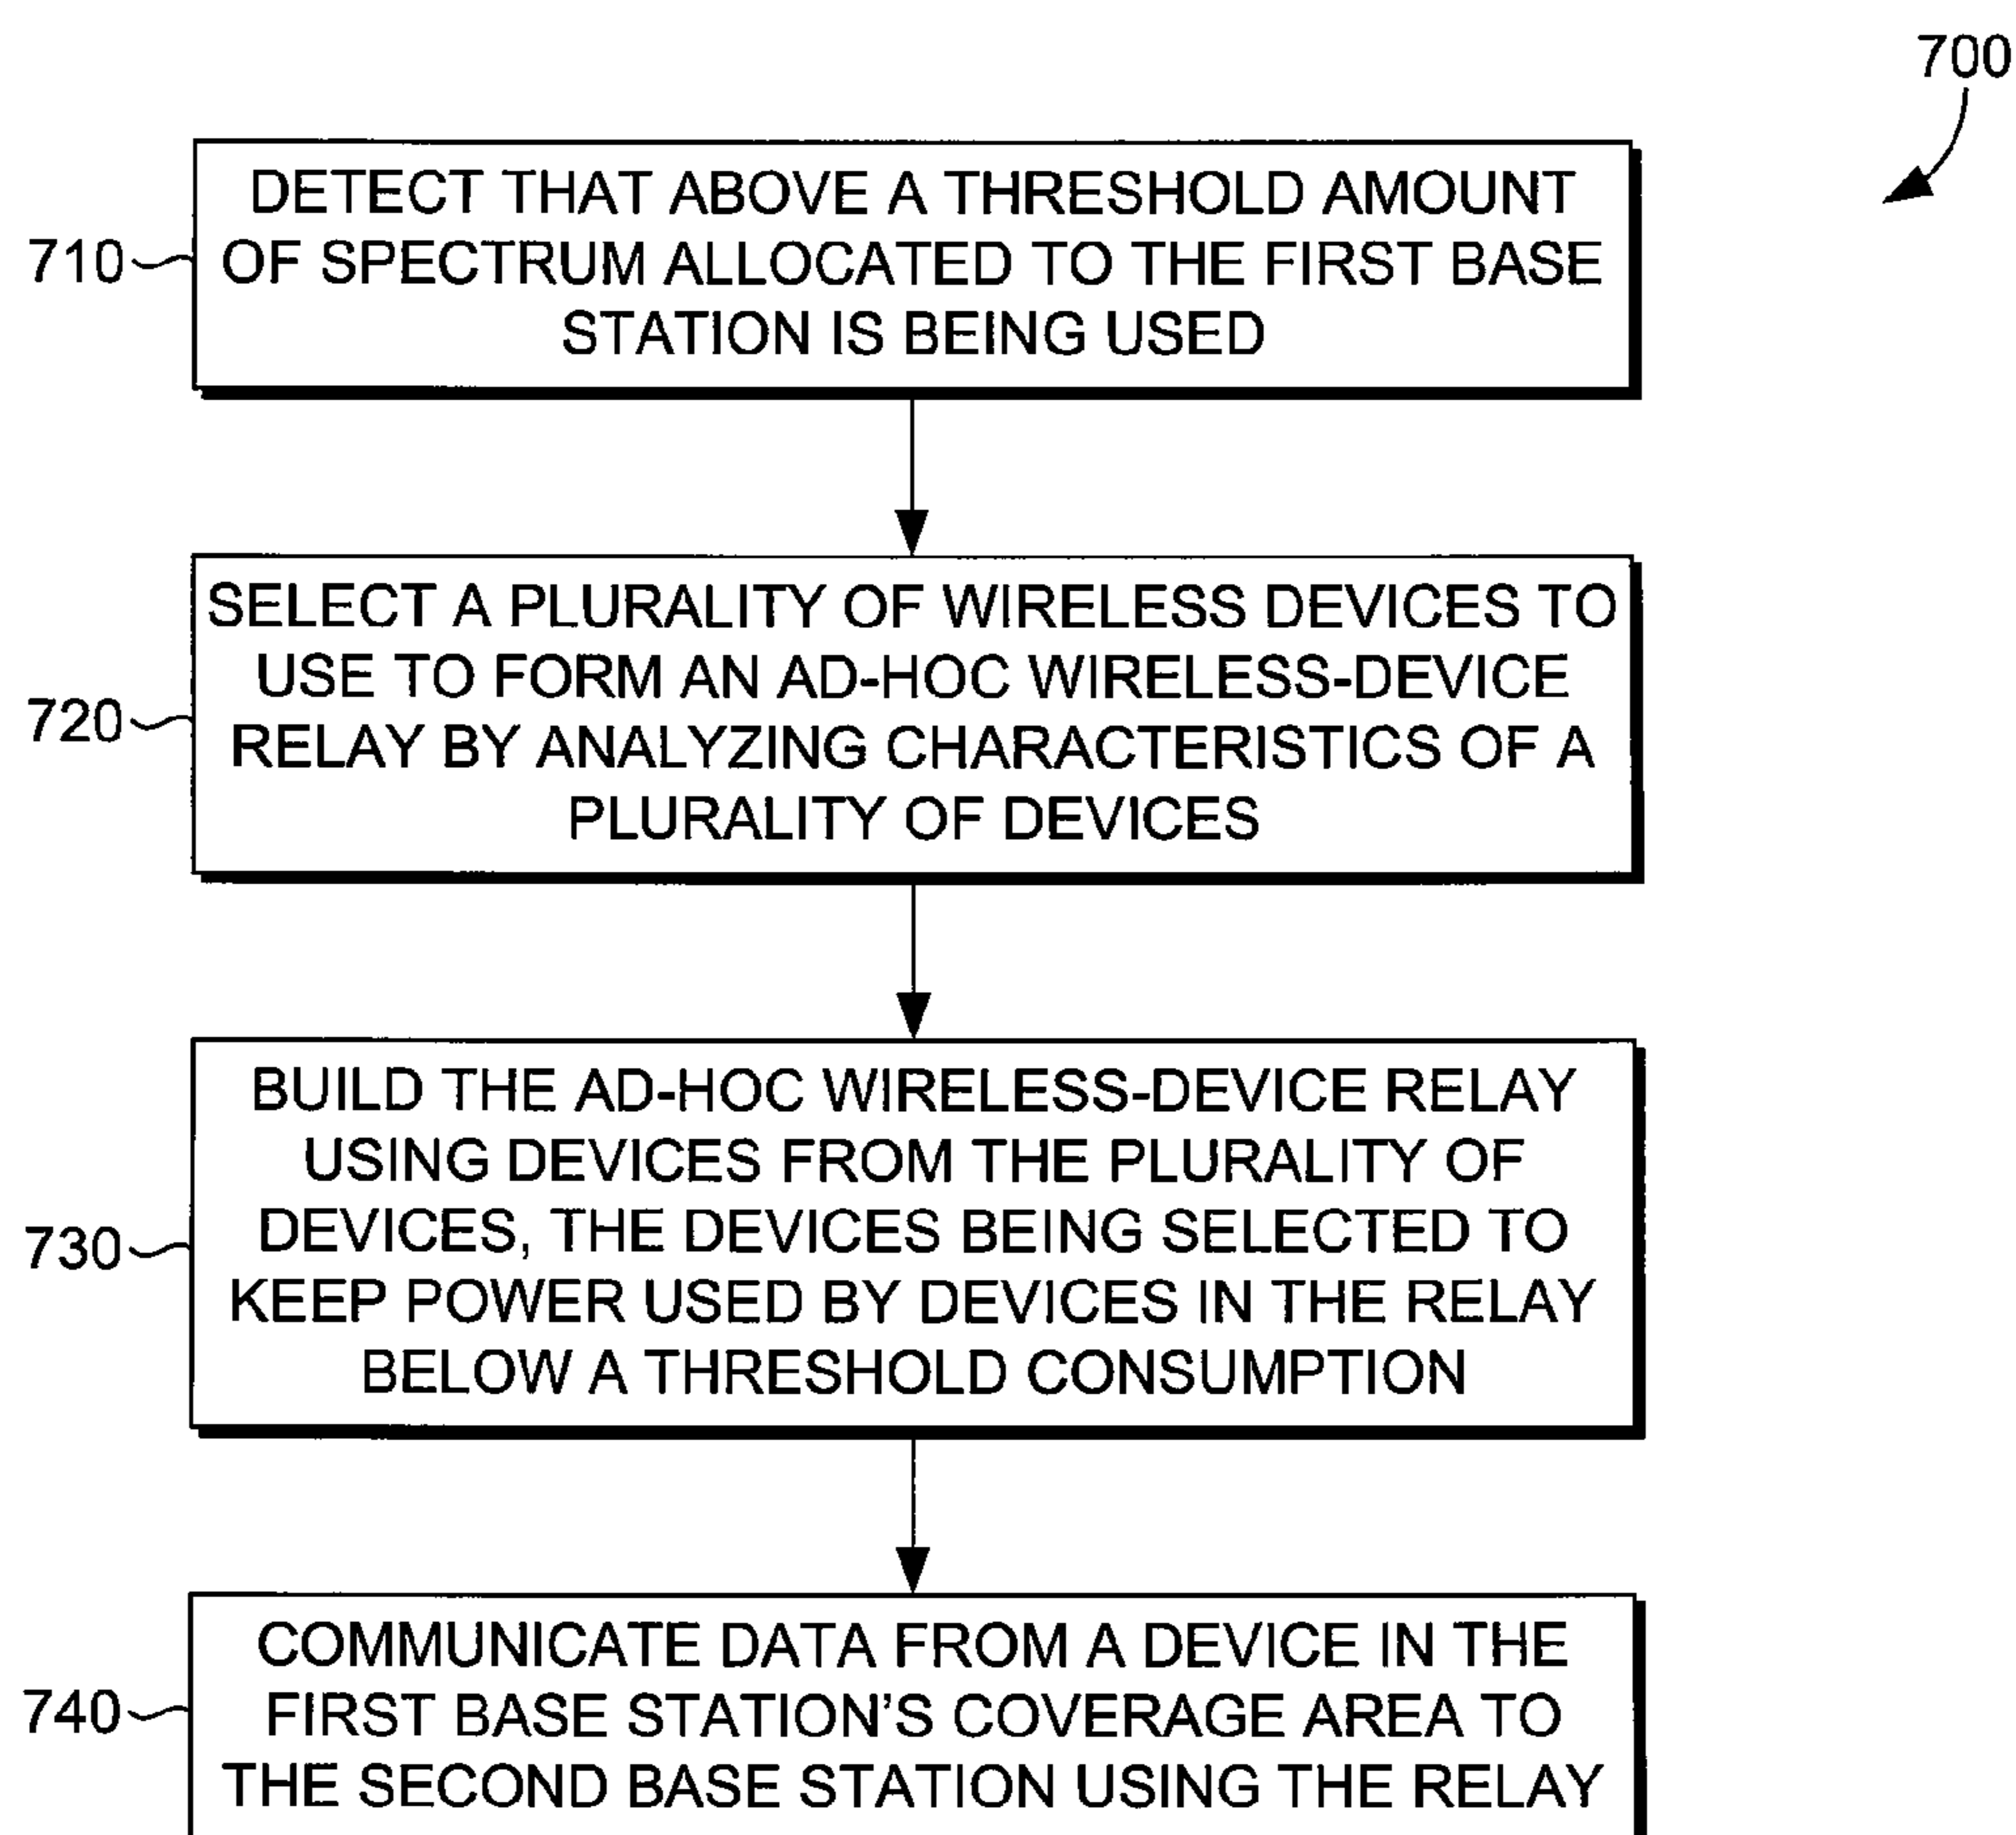 700
DETECT THAT ABOVE A THRESHOLD AMOUNT
710
OF SPECTRUM ALLOCATED TO THE FIRST BASE
STATION IS BEING USED
SELECT A PLURALITY OF WIRELESS DEVICES TO
USE TO FORM AN AD-HOC WIRELESS-DEVICE
720
RELAY BY ANALYZING CHARACTERISTICS OF A
PLURALITY OF DEVICES
BUILD THE AD-HOC WIRELESS-DEVICE RELAY
USING DEVICES FROM THE PLURALITY OF
730
DEVICES, THE DEVICES BEING SELECTED TO
KEEP POWER USED BY DEVICES IN THE RELAY
BELOW A THRESHOLD CONSUMPTION
COMMUNICATE DATA FROM A DEVICE IN THE
740
FIRST BASE STATION'S COVERAGE AREA TO
THE SECOND BASE STATION USING THE RELAY